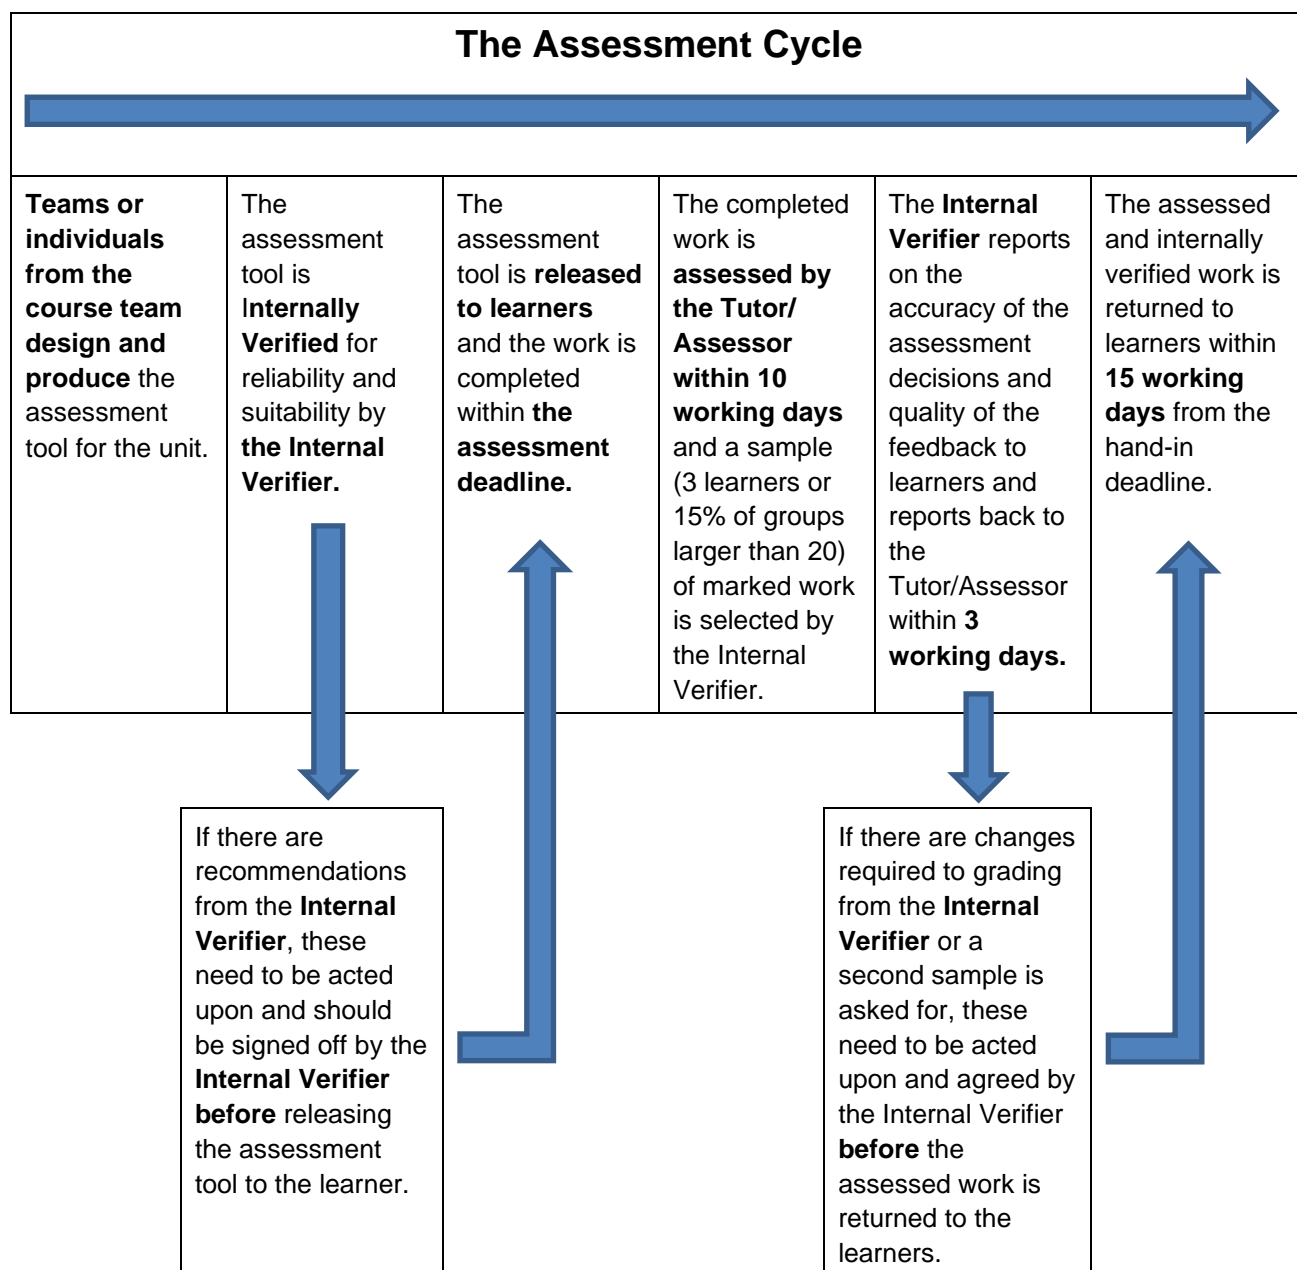 The Assessment Cycle
Teams or
individuals
from the
course team
design and
produce the
assessment
tool for the unit.
The
assessment
tool is
Internally
Verified for
reliability and
suitability by
the Internal
Verifier.
The
assessment
tool is released
to learners
and the work is
completed
within the
assessment
deadline.
The completed
work is
assessed by
the Tutor/
Assessor
within 10
working days
and a sample
(3 learners or
15% of groups
larger than 20)
of marked work
is selected by
the Internal
Verifier.
The Internal
Verifier reports
on the
accuracy of the
assessment
decisions and
quality of the
feedback to
learners and
reports back to
the
Tutor/Assessor
within 3
working days.
The assessed
and internally
verified work is
returned to
learners within
15 working
days from the
hand-in
deadline.
If there are
recommendations
from the Internal
Verifier, these
need to be acted
upon and should
be signed off by the
Internal Verifier
before releasing
the assessment
tool to the learner.
If there are changes
required to grading
from the Internal
Verifier or a
second sample is
asked for, these
need to be acted
upon and agreed by
the Internal Verifier
before the
assessed work is
returned to the
learners.